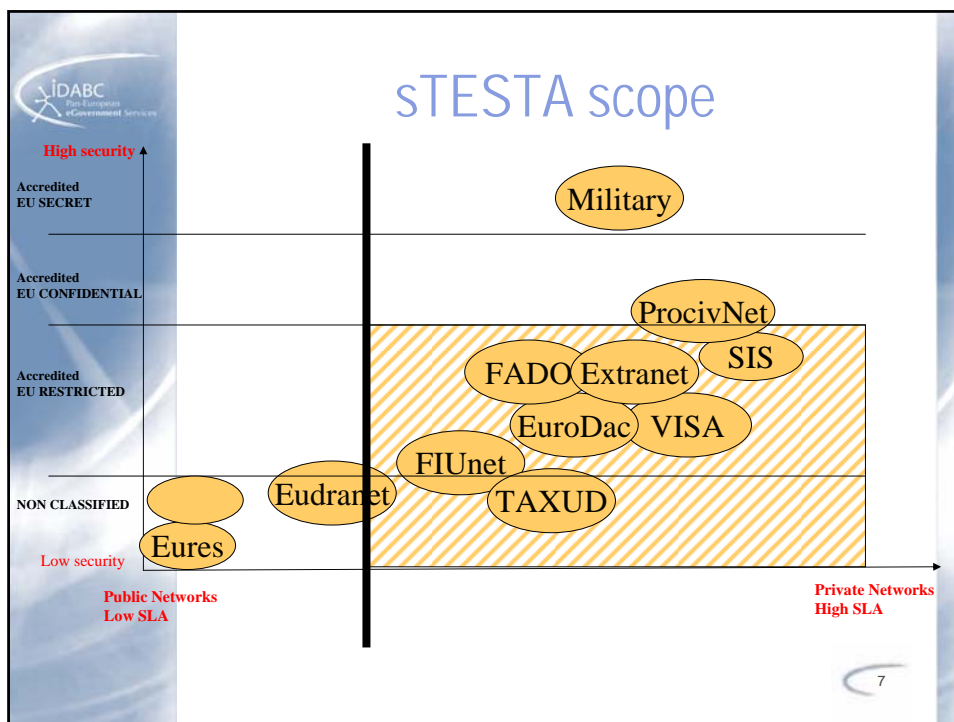 iDABC
Pan-European
eGovernment Services
sTESTA scope
High security
Accredited
EU SECRET
Military
Accredited
EU CONFIDENTIAL
ProcivNet
SIS
FADO
Extranet
Accredited
EU RESTRICTED
EuroDac
VISA
FIUnet
Eudranet
TAXUD
NON CLASSIFIED
Eures
Low security
Public Networks
Low SLA
Private Networks
High SLA
7